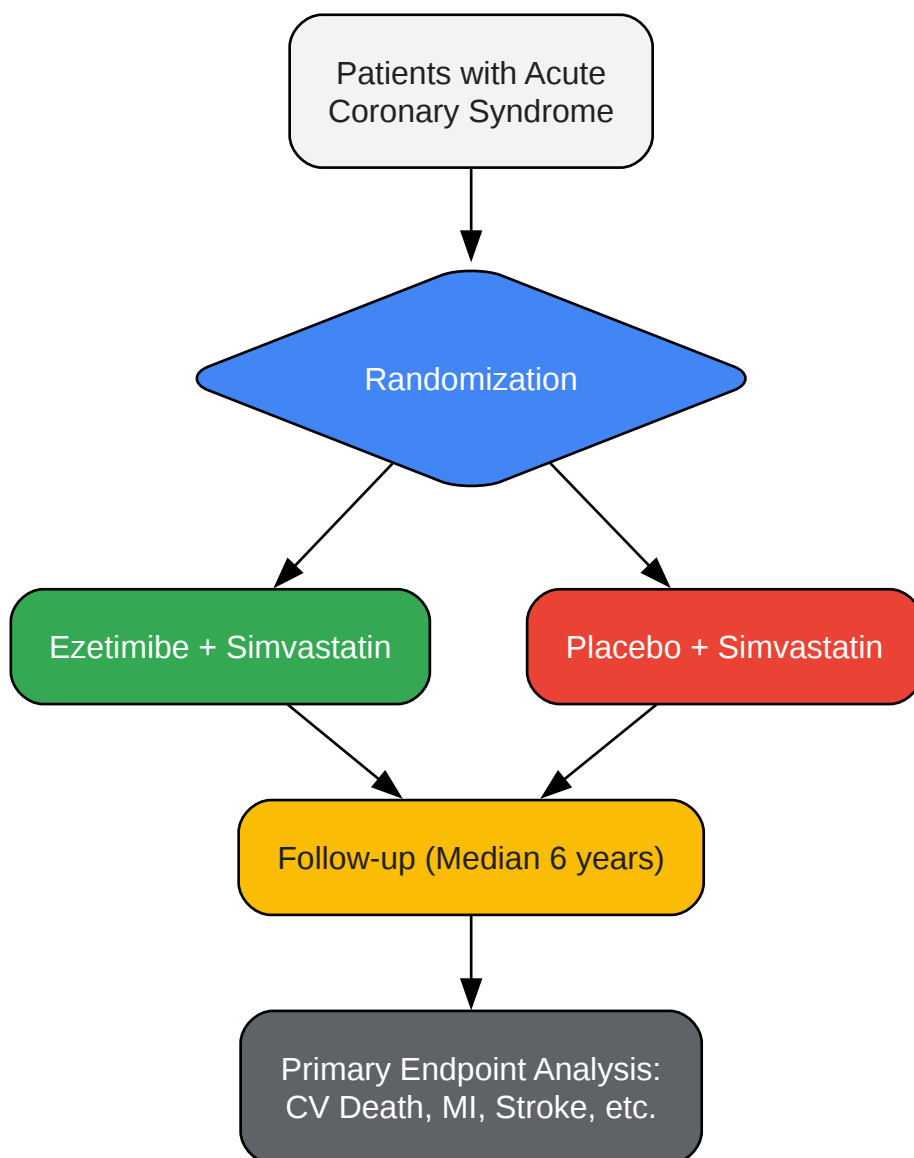 Patients with Acute
Coronary Syndrome
Randomization
Ezetimibe + Simvastatin
Placebo + Simvastatin
Follow-up (Median 6 years)
Primary Endpoint Analysis:
CV Death, MI, Stroke, etc.